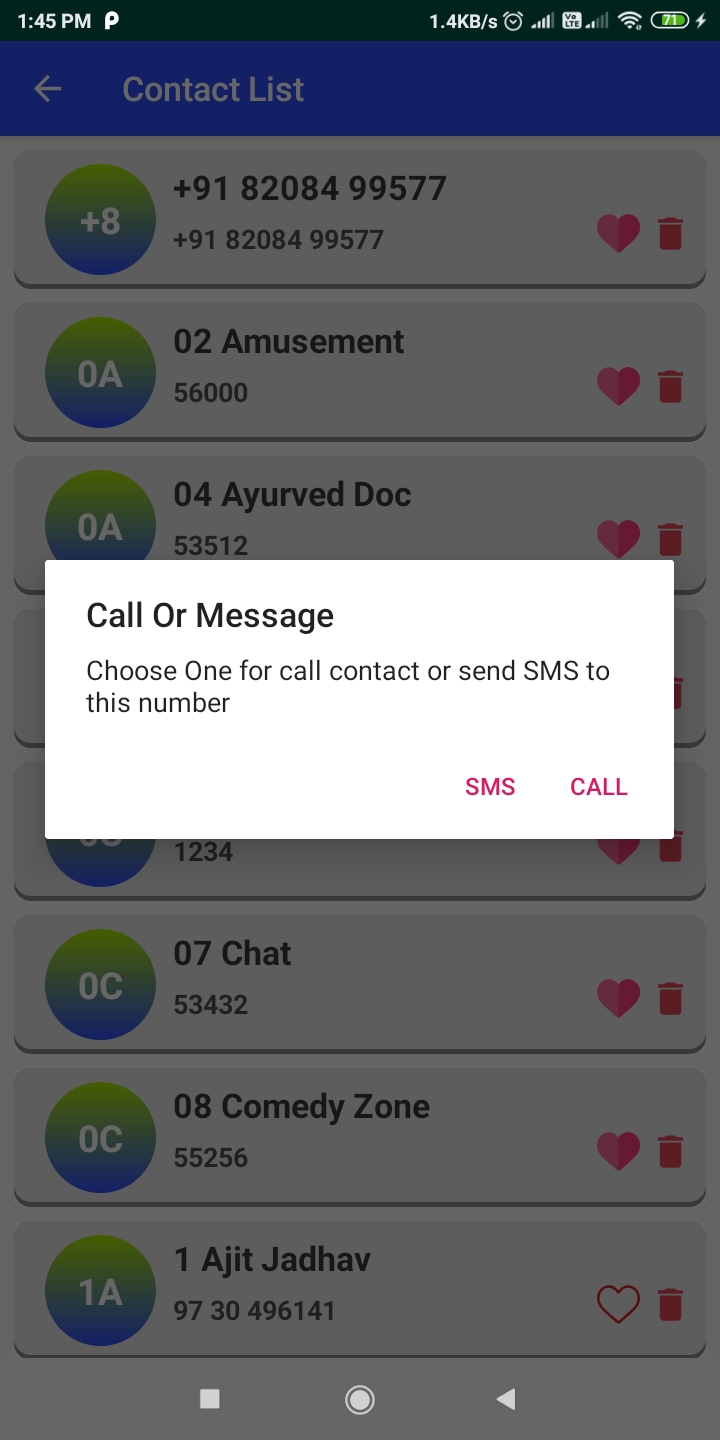 1:45 PM
1.4KB/s
Vo LTE
71
Contact List
+8
+91 82084 99577
+91 82084 99577
0A
02 Amusement
56000
0A
04 Ayurved Doc
53512
Call Or Message
Choose One for call contact or send SMS to
this number
SMS CALL
1234
0C
07 Chat
53432
0C
08 Comedy Zone
55256
1A
1 Ajit Jadhav
97 30 496141